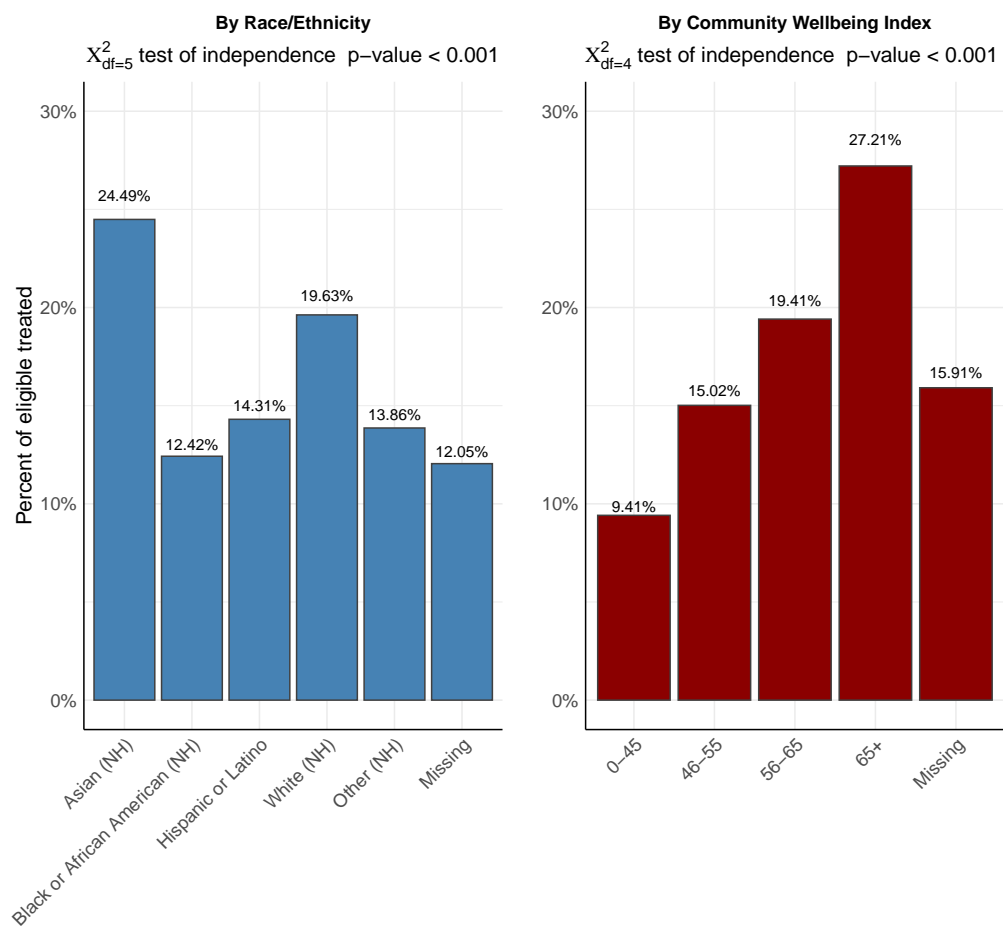 By Race/Ethnicity
X²df=5 test of independence  p−value < 0.001
30%
20%
10%
0%
Percent of eligible treated
24.49%
12.42%
14.31%
19.63%
13.86%
12.05%
Asian (NH)
Black or African American (NH)
Hispanic or Latino
White (NH)
Other (NH)
Missing
By Community Wellbeing Index
X²df=4 test of independence  p−value < 0.001
30%
20%
10%
0%
9.41%
15.02%
19.41%
27.21%
15.91%
0−45
46−55
56−65
65+
Missing